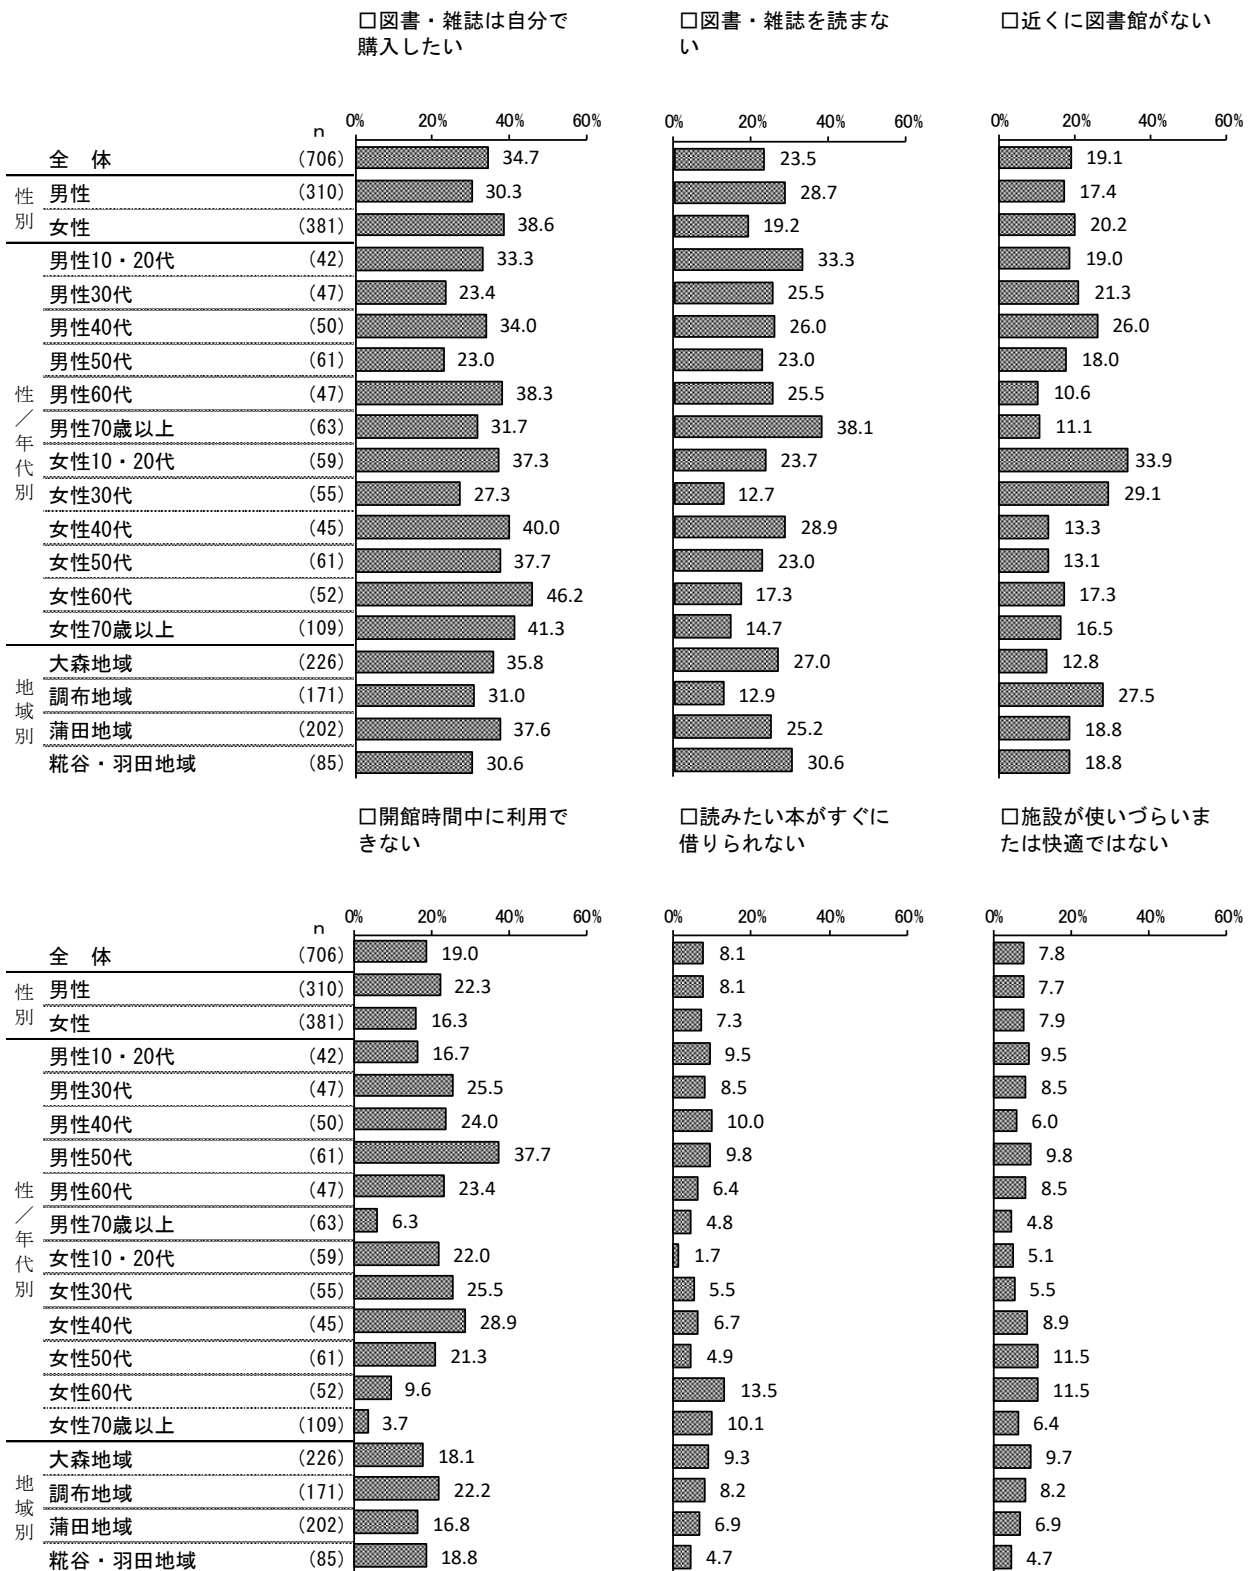 □図書・雑誌は自分で
購入したい
□図書・雑誌を読まな
い
□近くに図書館がない
n 0% 20% 40% 60% 0% 20% 40% 60% 0% 20% 40% 60%
全 体 (706) 34.7 23.5 19.1
性別
男性 (310) 30.3 28.7 17.4
女性 (381) 38.6 19.2 20.2
性／年代別
男性10・20代 (42) 33.3 33.3 19.0
男性30代 (47) 23.4 25.5 21.3
男性40代 (50) 34.0 26.0 26.0
男性50代 (61) 23.0 23.0 18.0
男性60代 (47) 38.3 25.5 10.6
男性70歳以上 (63) 31.7 38.1 11.1
女性10・20代 (59) 37.3 23.7 33.9
女性30代 (55) 27.3 12.7 29.1
女性40代 (45) 40.0 28.9 13.3
女性50代 (61) 37.7 23.0 13.1
女性60代 (52) 46.2 17.3 17.3
女性70歳以上 (109) 41.3 14.7 16.5
地域別
大森地域 (226) 35.8 27.0 12.8
調布地域 (171) 31.0 12.9 27.5
蒲田地域 (202) 37.6 25.2 18.8
糀谷・羽田地域 (85) 30.6 30.6 18.8
□開館時間中に利用で
きない
□読みたい本がすぐに
借りられない
□施設が使いづらいま
たは快適ではない
n 0% 20% 40% 60% 0% 20% 40% 60% 0% 20% 40% 60%
全 体 (706) 19.0 8.1 7.8
性別
男性 (310) 22.3 8.1 7.7
女性 (381) 16.3 7.3 7.9
性／年代別
男性10・20代 (42) 16.7 9.5 9.5
男性30代 (47) 25.5 8.5 8.5
男性40代 (50) 24.0 10.0 6.0
男性50代 (61) 37.7 9.8 9.8
男性60代 (47) 23.4 6.4 8.5
男性70歳以上 (63) 6.3 4.8 4.8
女性10・20代 (59) 22.0 1.7 5.1
女性30代 (55) 25.5 5.5 5.5
女性40代 (45) 28.9 6.7 8.9
女性50代 (61) 21.3 4.9 11.5
女性60代 (52) 9.6 13.5 11.5
女性70歳以上 (109) 3.7 10.1 6.4
地域別
大森地域 (226) 18.1 9.3 9.7
調布地域 (171) 22.2 8.2 8.2
蒲田地域 (202) 16.8 6.9 6.9
糀谷・羽田地域 (85) 18.8 4.7 4.7